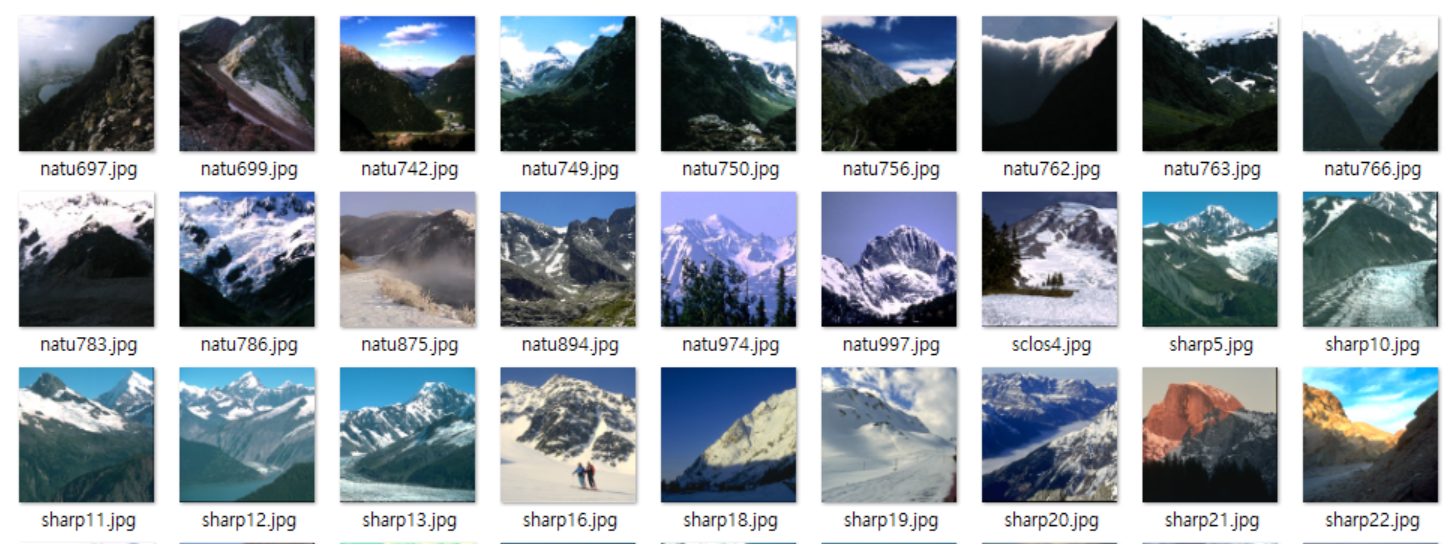 natu697.jpg natu699.jpg natu742.jpg natu749.jpg natu750.jpg natu756.jpg natu762.jpg natu763.jpg natu766.jpg
natu783.jpg natu786.jpg natu875.jpg natu894.jpg natu974.jpg natu997.jpg sclos4.jpg sharp5.jpg sharp10.jpg
sharp11.jpg sharp12.jpg sharp13.jpg sharp16.jpg sharp18.jpg sharp19.jpg sharp20.jpg sharp21.jpg sharp22.jpg